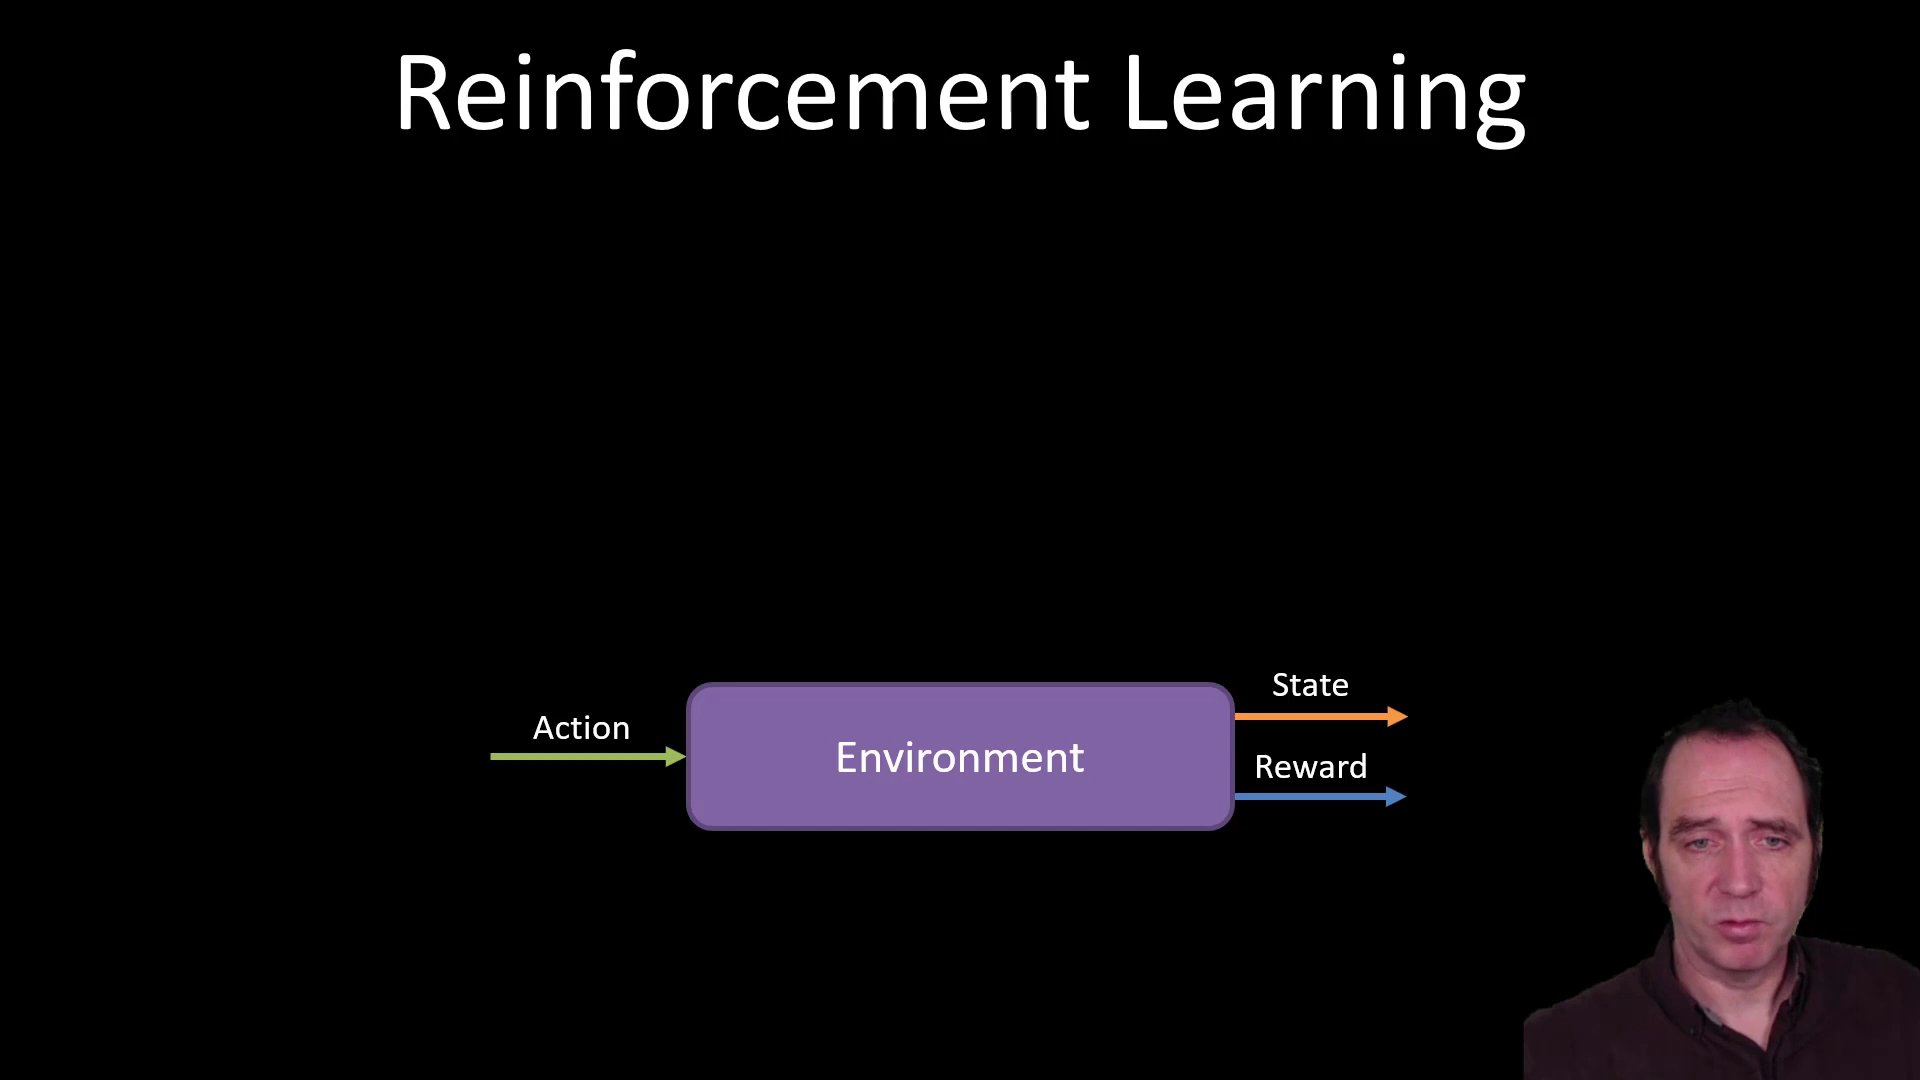 Reinforcement Learning
State
Action
Environment
Reward